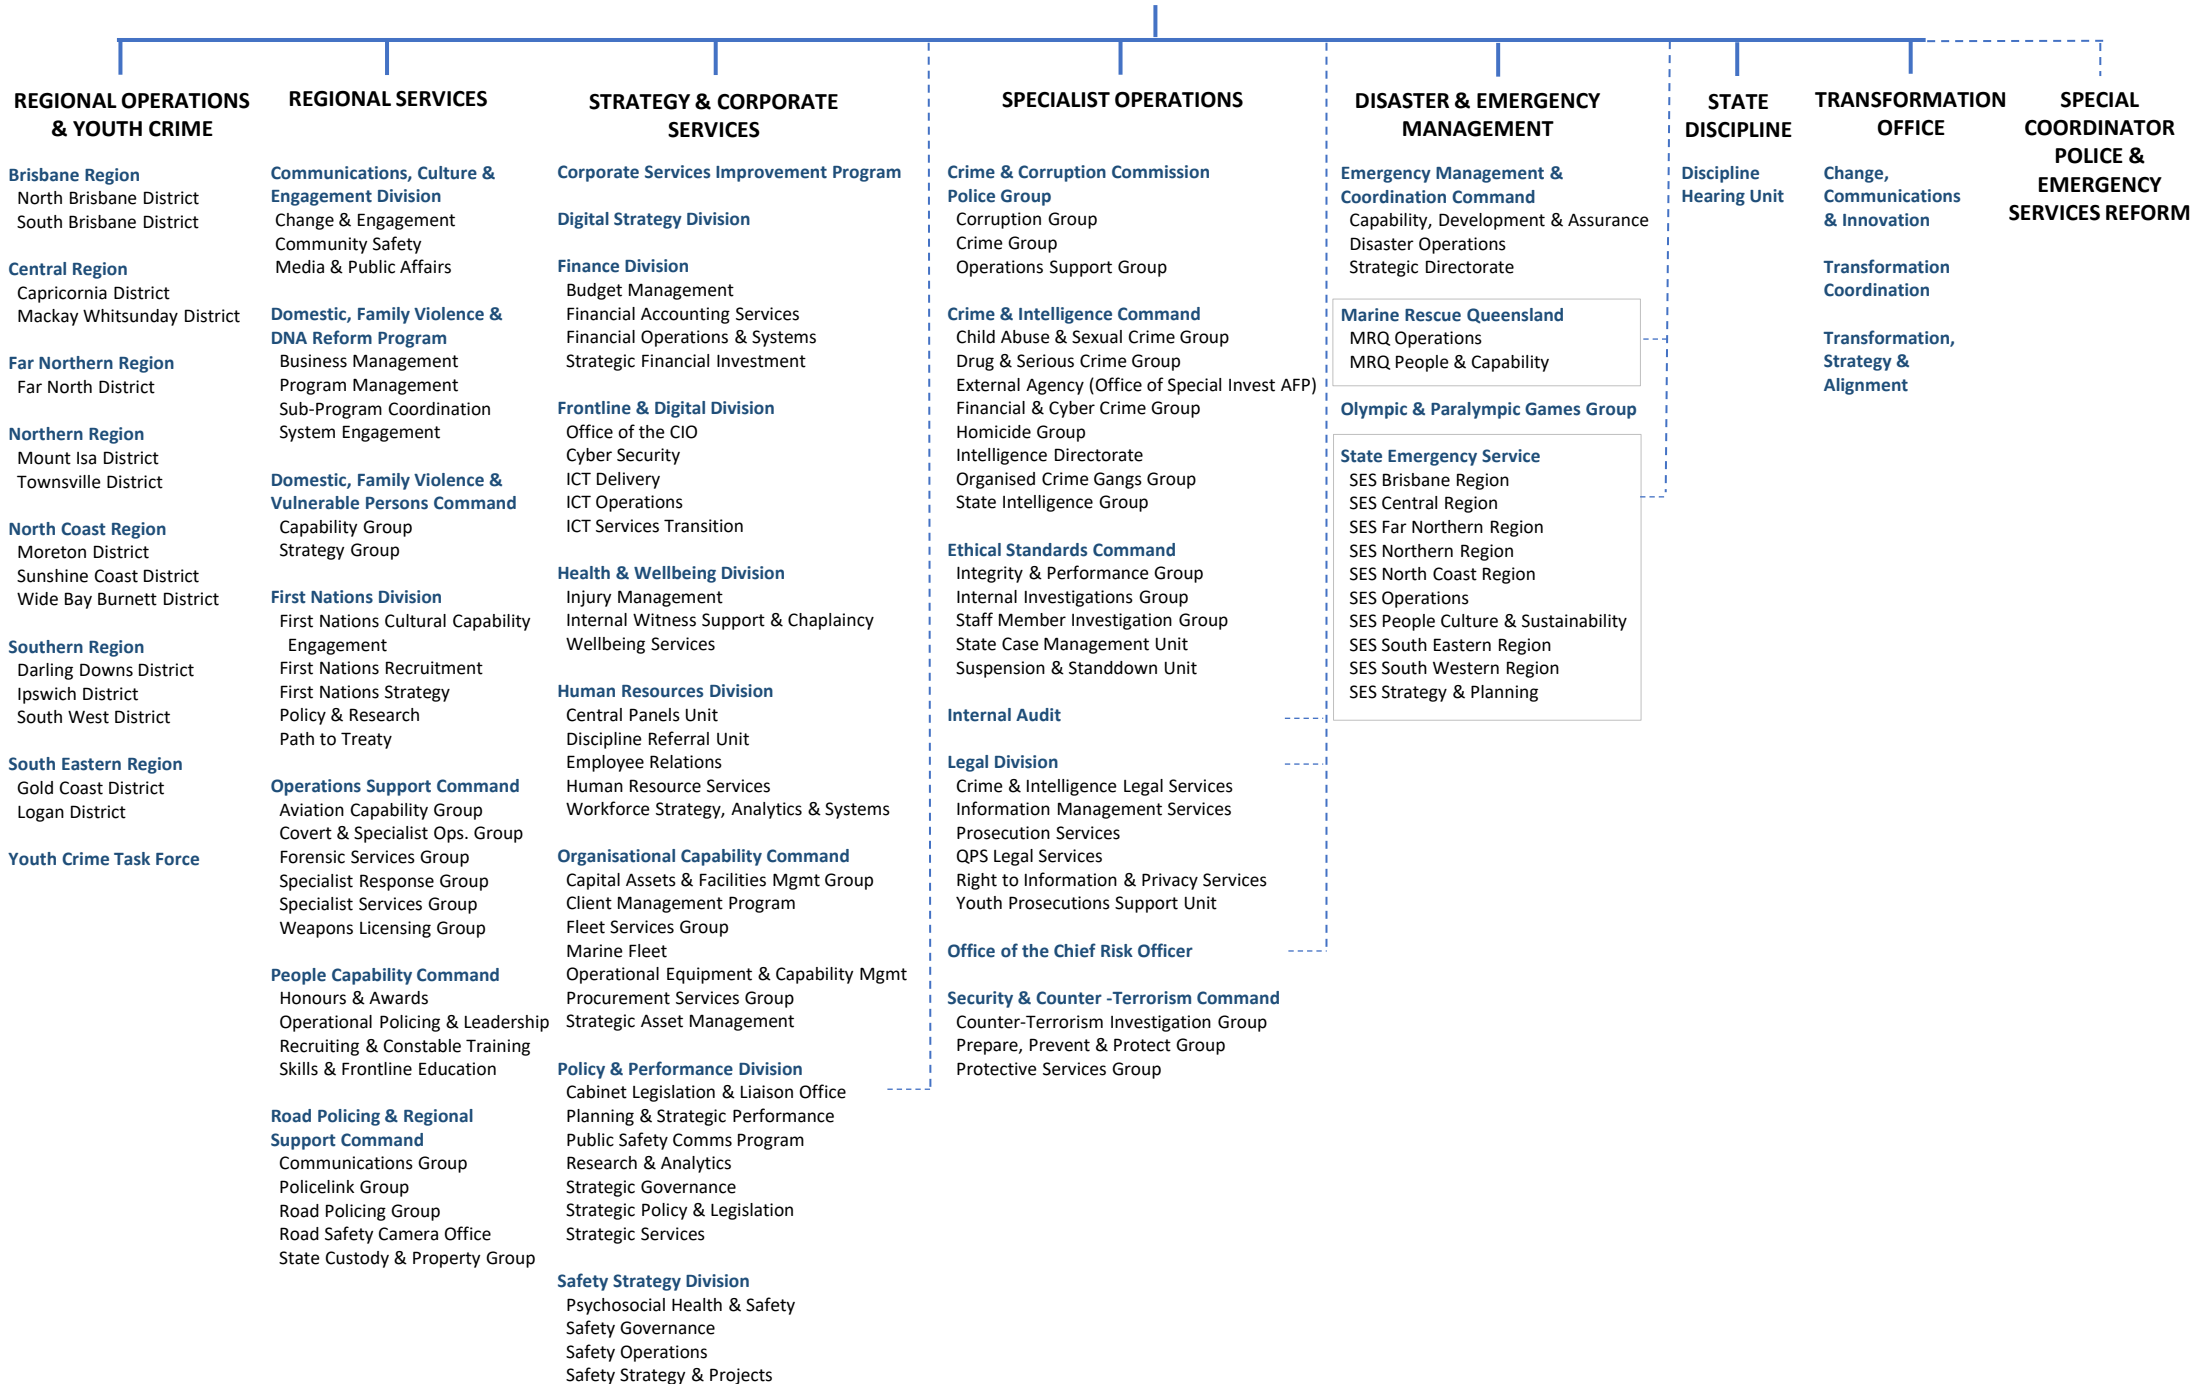 REGIONAL OPERATIONS
& YOUTH CRIME
Brisbane Region
North Brisbane District
South Brisbane District
Central Region
Capricornia District
Mackay Whitsunday District
Far Northern Region
Far North District
Northern Region
Mount Isa District
Townsville District
North Coast Region
Moreton District
Sunshine Coast District
Wide Bay Burnett District
Southern Region
Darling Downs District
Ipswich District
South West District
South Eastern Region
Gold Coast District
Logan District
Youth Crime Task Force
REGIONAL SERVICES
Communications, Culture &
Engagement Division
Change & Engagement
Community Safety
Media & Public Affairs
Domestic, Family Violence &
DNA Reform Program
Business Management
Program Management
Sub-Program Coordination
System Engagement
Domestic, Family Violence &
Vulnerable Persons Command
Capability Group
Strategy Group
First Nations Division
First Nations Cultural Capability
Engagement
First Nations Recruitment
First Nations Strategy
Policy & Research
Path to Treaty
Operations Support Command
Aviation Capability Group
Covert & Specialist Ops. Group
Forensic Services Group
Specialist Response Group
Specialist Services Group
Weapons Licensing Group
People Capability Command
Honours & Awards
Operational Policing & Leadership
Recruiting & Constable Training
Skills & Frontline Education
Road Policing & Regional
Support Command
Communications Group
Policelink Group
Road Policing Group
Road Safety Camera Office
State Custody & Property Group
STRATEGY & CORPORATE
SERVICES
Corporate Services Improvement Program
Digital Strategy Division
Finance Division
Budget Management
Financial Accounting Services
Financial Operations & Systems
Strategic Financial Investment
Frontline & Digital Division
Office of the CIO
Cyber Security
ICT Delivery
ICT Operations
ICT Services Transition
Health & Wellbeing Division
Injury Management
Internal Witness Support & Chaplaincy
Wellbeing Services
Human Resources Division
Central Panels Unit
Discipline Referral Unit
Employee Relations
Human Resource Services
Workforce Strategy, Analytics & Systems
Organisational Capability Command
Capital Assets & Facilities Mgmt Group
Client Management Program
Fleet Services Group
Marine Fleet
Operational Equipment & Capability Mgmt
Procurement Services Group
Strategic Asset Management
Policy & Performance Division
Cabinet Legislation & Liaison Office
Planning & Strategic Performance
Public Safety Comms Program
Research & Analytics
Strategic Governance
Strategic Policy & Legislation
Strategic Services
Safety Strategy Division
Psychosocial Health & Safety
Safety Governance
Safety Operations
Safety Strategy & Projects
SPECIALIST OPERATIONS
Crime & Corruption Commission
Police Group
Corruption Group
Crime Group
Operations Support Group
Crime & Intelligence Command
Child Abuse & Sexual Crime Group
Drug & Serious Crime Group
External Agency (Office of Special Invest AFP)
Financial & Cyber Crime Group
Homicide Group
Intelligence Directorate
Organised Crime Gangs Group
State Intelligence Group
Ethical Standards Command
Integrity & Performance Group
Internal Investigations Group
Staff Member Investigation Group
State Case Management Unit
Suspension & Standdown Unit
Internal Audit
Legal Division
Crime & Intelligence Legal Services
Information Management Services
Prosecution Services
QPS Legal Services
Right to Information & Privacy Services
Youth Prosecutions Support Unit
Office of the Chief Risk Officer
Security & Counter -Terrorism Command
Counter-Terrorism Investigation Group
Prepare, Prevent & Protect Group
Protective Services Group
DISASTER & EMERGENCY
MANAGEMENT
Emergency Management &
Coordination Command
Capability, Development & Assurance
Disaster Operations
Strategic Directorate
Marine Rescue Queensland
MRQ Operations
MRQ People & Capability
Olympic & Paralympic Games Group
State Emergency Service
SES Brisbane Region
SES Central Region
SES Far Northern Region
SES Northern Region
SES North Coast Region
SES Operations
SES People Culture & Sustainability
SES South Eastern Region
SES South Western Region
SES Strategy & Planning
STATE
DISCIPLINE
Discipline
Hearing Unit
TRANSFORMATION
OFFICE
Change,
Communications
& Innovation
Transformation
Coordination
Transformation,
Strategy &
Alignment
SPECIAL
COORDINATOR
POLICE &
EMERGENCY
SERVICES REFORM